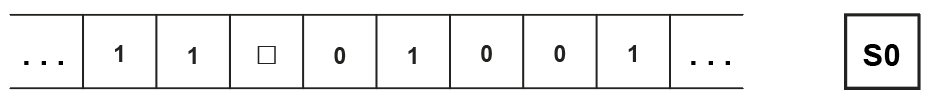 . . . 1 1 □ 0 1 0 0 1 . . . S0